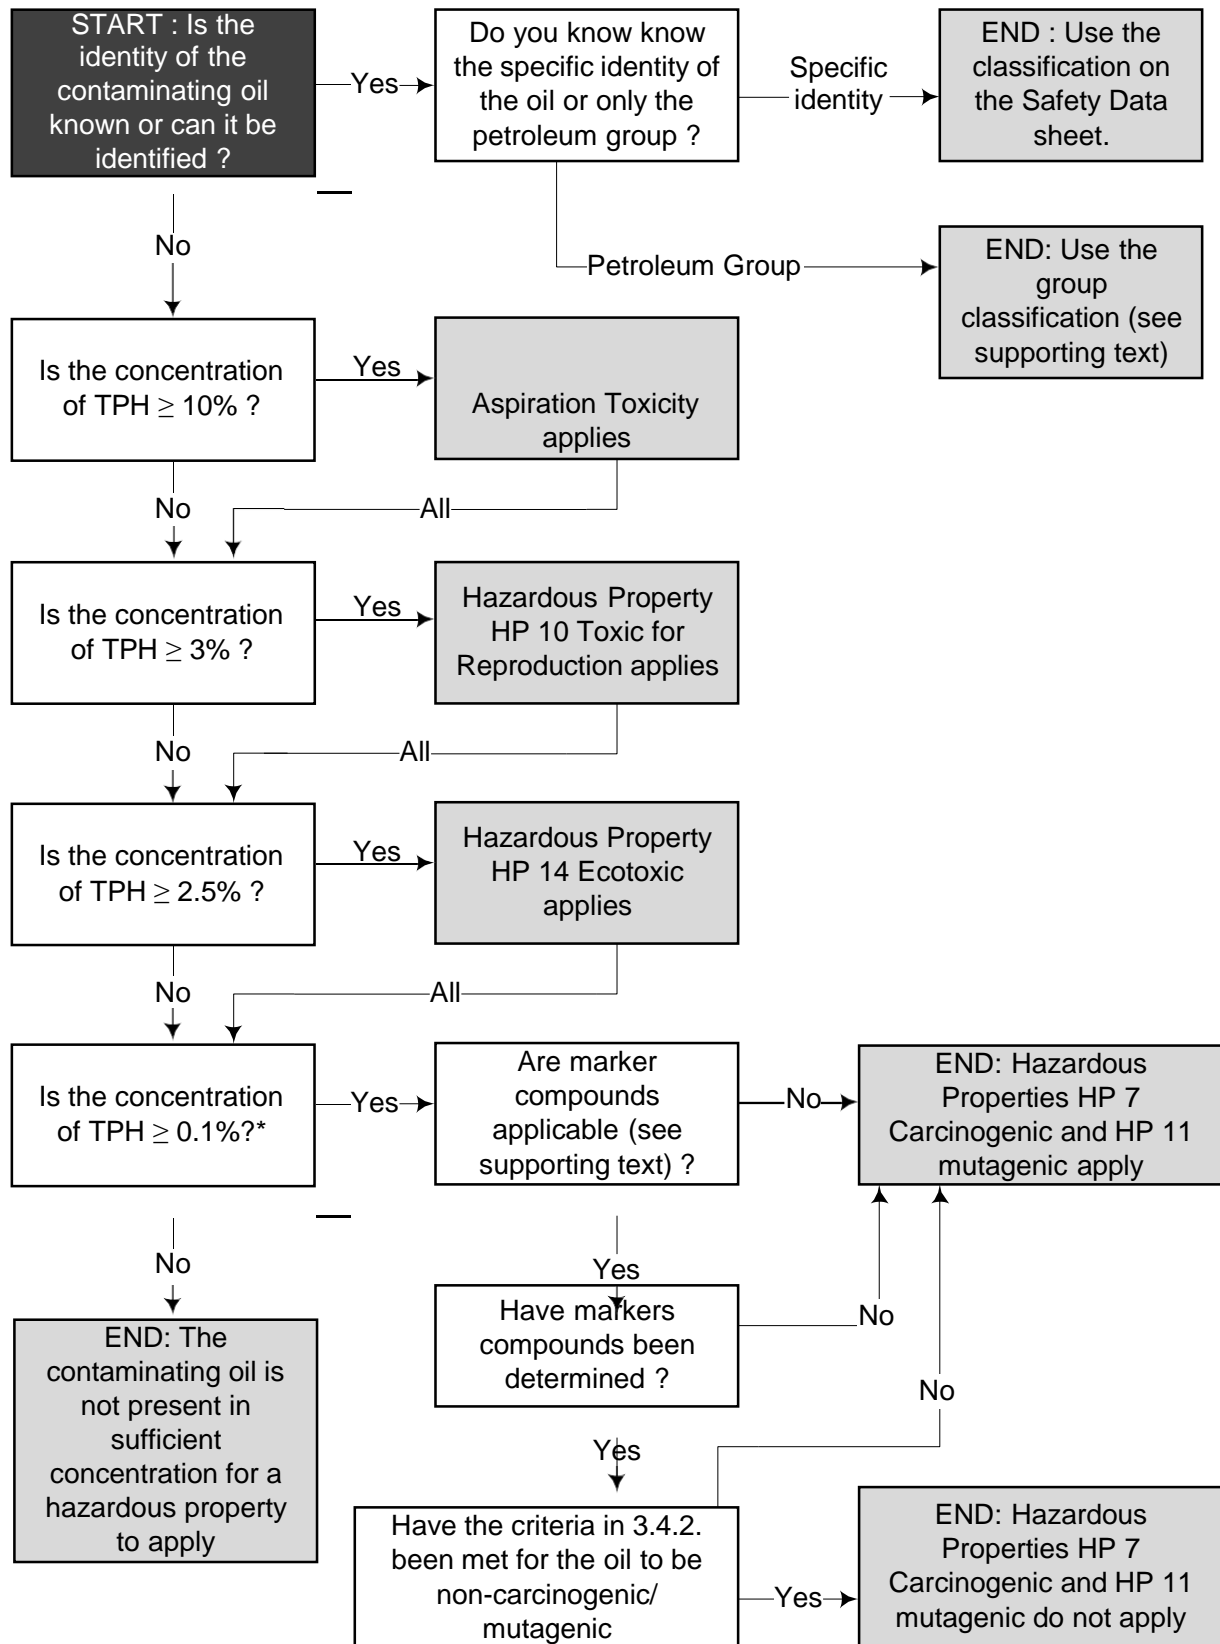 START : Is the
identity of the
contaminating oil
known or can it be
identified ?
Yes
Do you know know
the specific identity of
the oil or only the
petroleum group ?
Specific
identity
END : Use the
classification on
the Safety Data
sheet.
No
Petroleum Group
END: Use the
group
classification (see
supporting text)
Is the concentration
of TPH ≥ 10% ?
Yes
Aspiration Toxicity
applies
No
All
Is the concentration
of TPH ≥ 3% ?
Yes
Hazardous Property
HP 10 Toxic for
Reproduction applies
No
All
Is the concentration
of TPH ≥ 2.5% ?
Yes
Hazardous Property
HP 14 Ecotoxic
applies
No
All
Is the concentration
of TPH ≥ 0.1%?*
Yes
Are marker
compounds
applicable (see
supporting text) ?
No
END: Hazardous
Properties HP 7
Carcinogenic and HP 11
mutagenic apply
No
Yes
END: The
contaminating oil is
not present in
sufficient
concentration for a
hazardous property
to apply
Have markers
compounds been
determined ?
No
No
Yes
Have the criteria in 3.4.2.
been met for the oil to be
non-carcinogenic/
mutagenic
Yes
END: Hazardous
Properties HP 7
Carcinogenic and HP 11
mutagenic do not apply